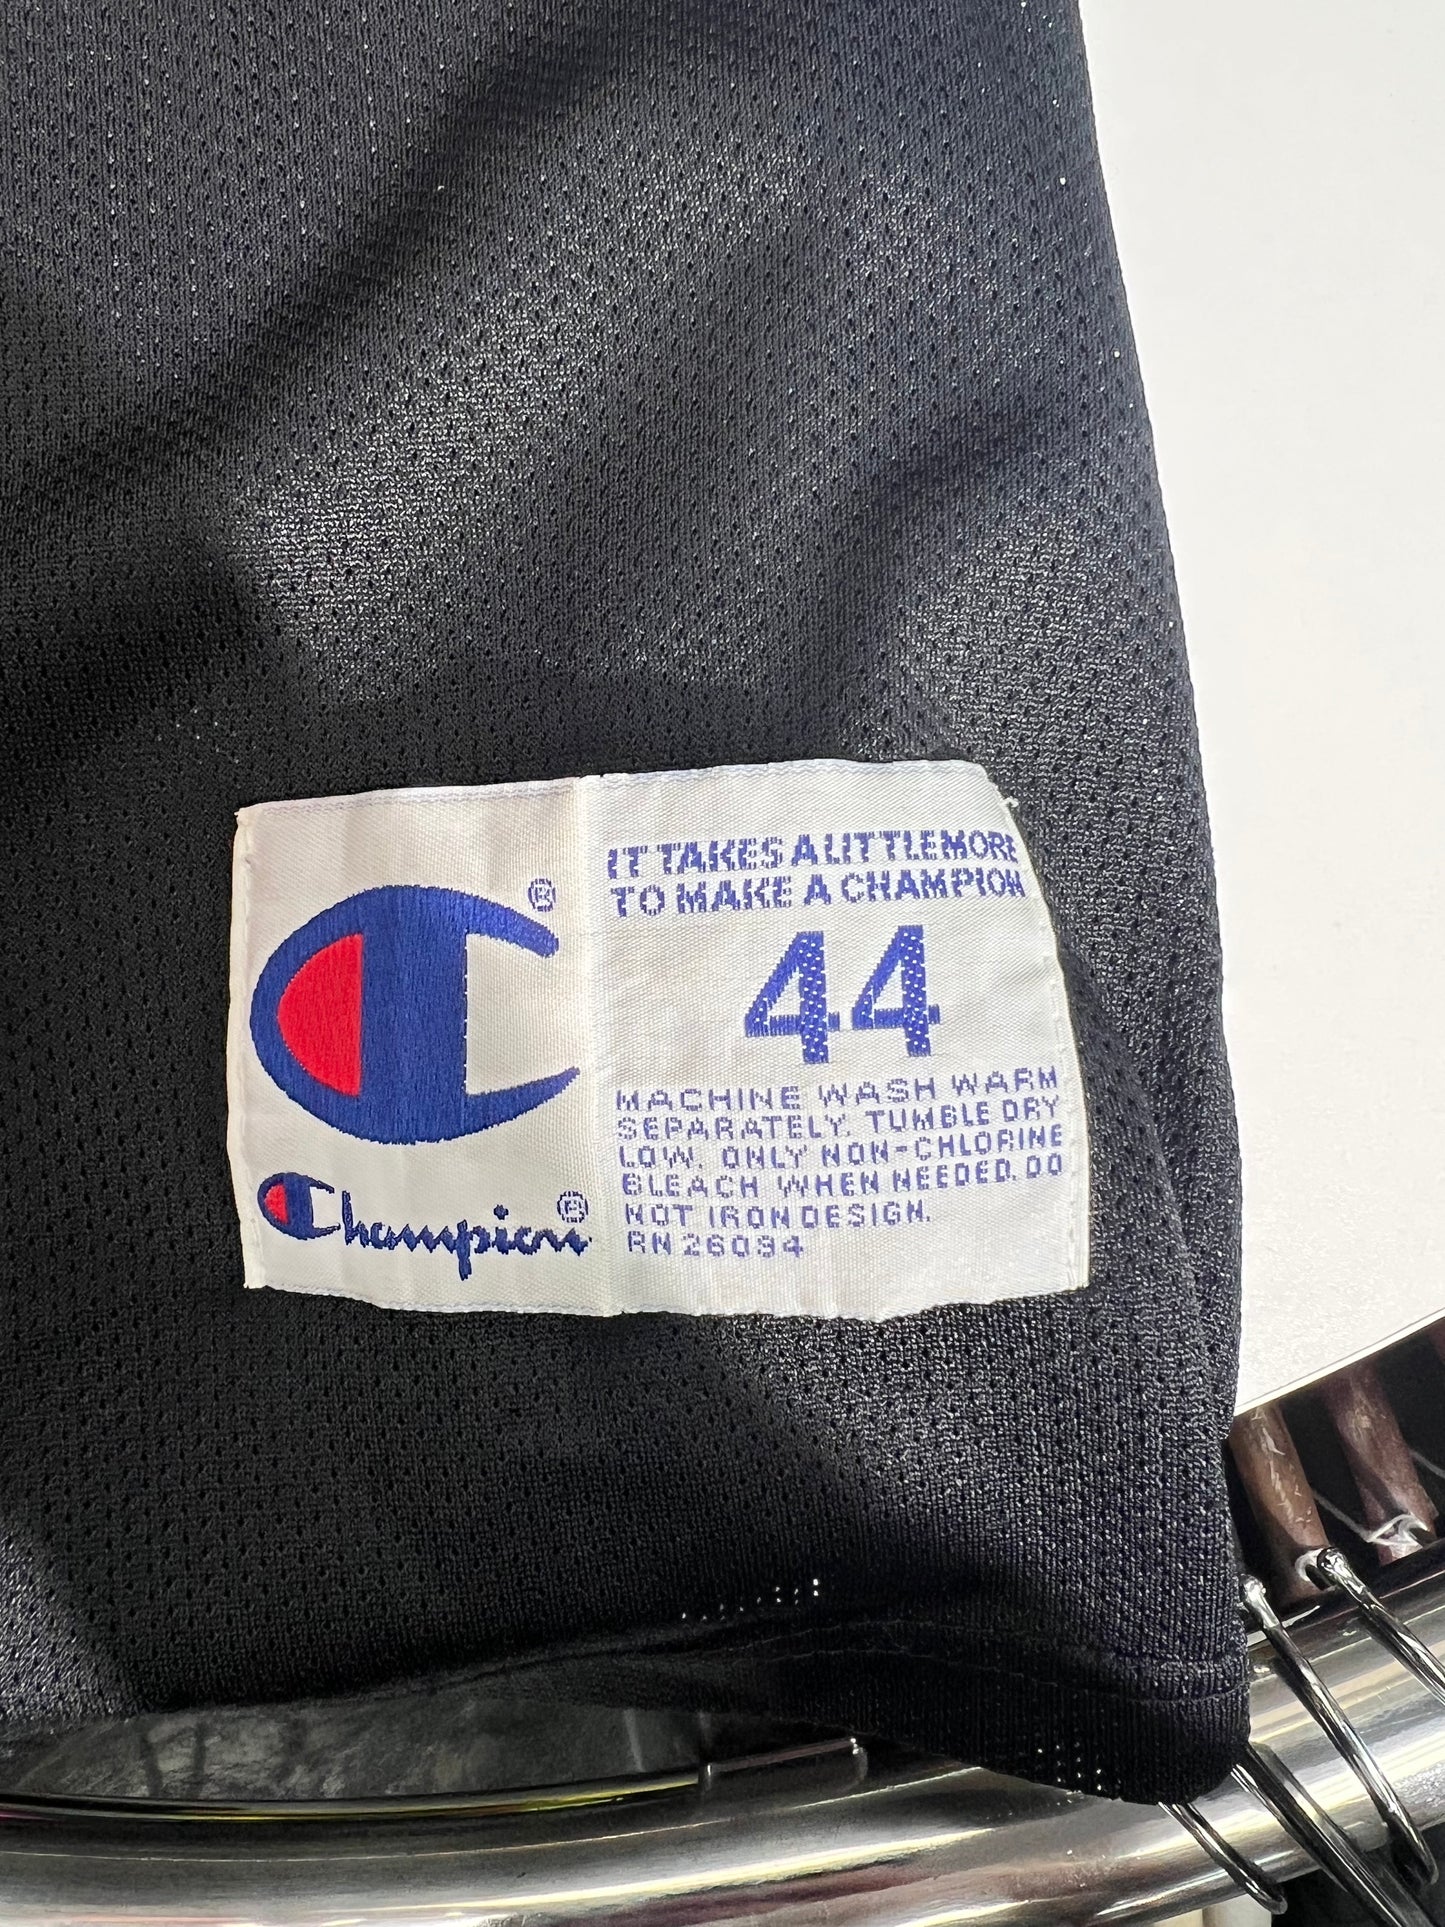 IT TAKES A LITTLE MORE
TO MAKE A CHAMPION
44
MACHINE WASH WARM
SEPARATELY. TUMBLE DRY
LOW. ONLY NON-CHLORINE
BLEACH WHEN NEEDED. DO
NOT IRON DESIGN.
RN 26094
®
Champion®